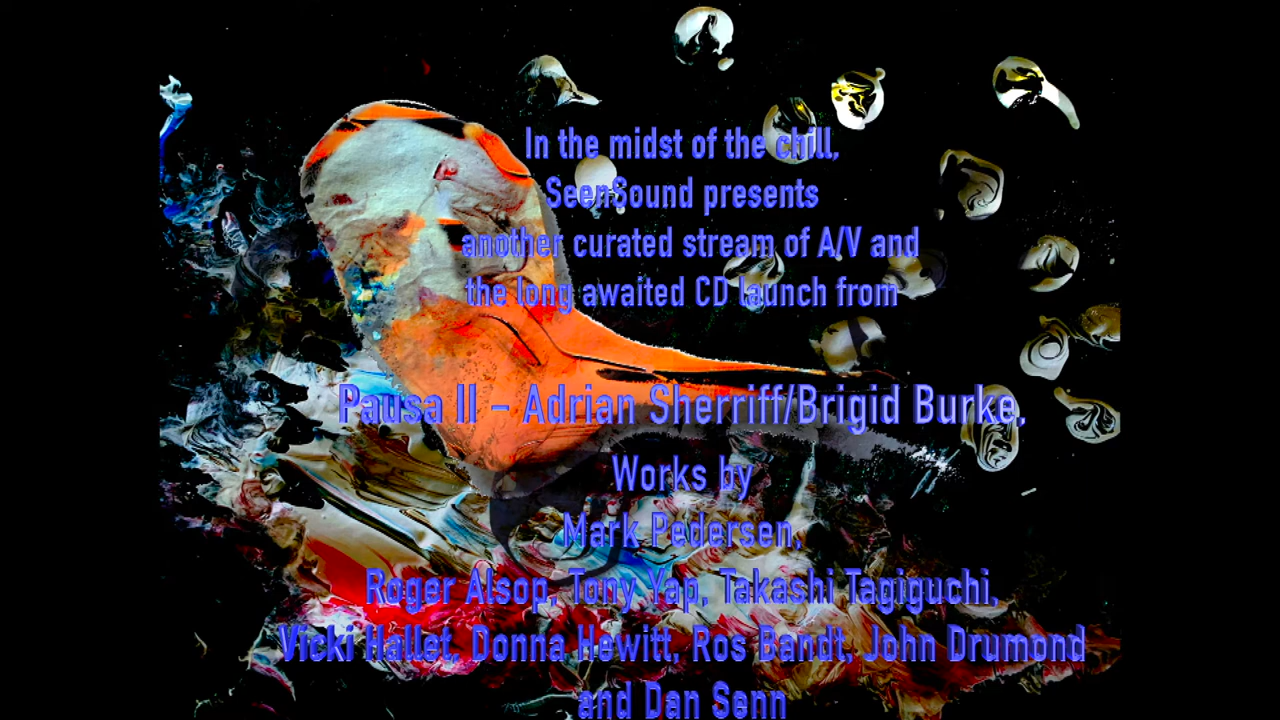 In the midst of the chill,
SeenSound presents
another curated stream of A/V and
the long awaited CD launch from
Pausa II – Adrian Sherriff/Brigid Burke,
Works by
Mark Pedersen,
Roger Alsop, Tony Yap, Takashi Tagiguchi,
Vicki Hallet, Donna Hewitt, Ros Bandt, John Drumond
and Dan Senn